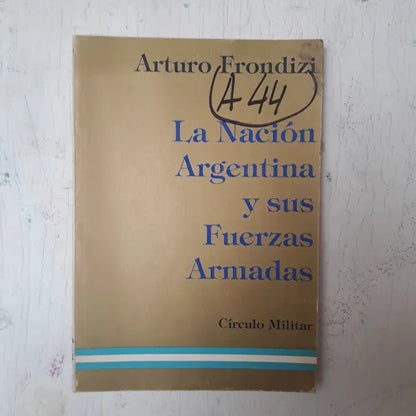 Arturo Frondizi
A 44
La Nación
Argentina
y sus
Fuerzas
Armadas
Círculo Militar